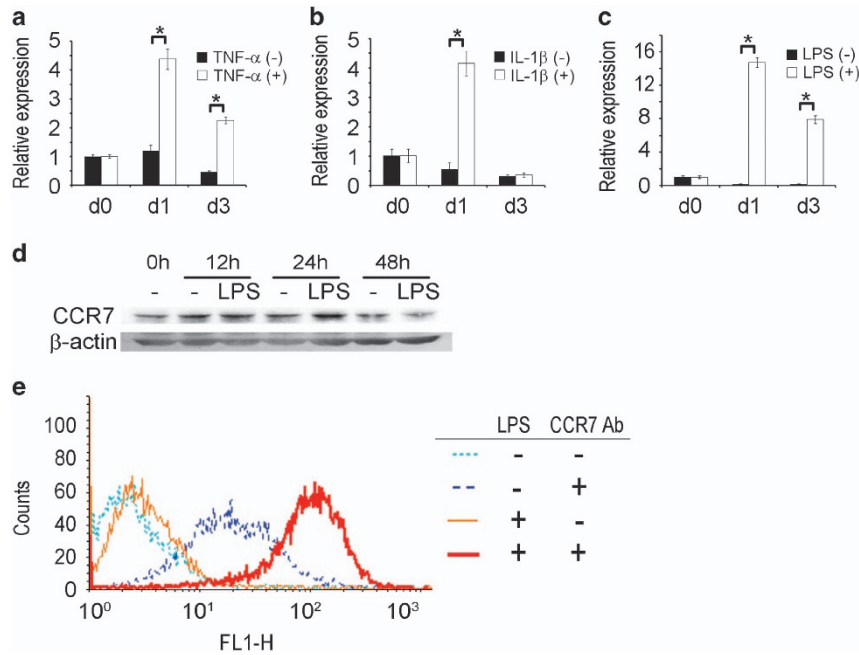 a
Relative expression
5
4
3
2
1
0
TNF-α (-)
TNF-α (+)
*
*
d0 d1 d3
b
Relative expression
5
4
3
2
1
0
IL-1β (-)
IL-1β (+)
*
d0 d1 d3
c
Relative expression
16
12
8
4
0
LPS (-)
LPS (+)
*
*
d0 d1 d3
d
0h 12h 24h 48h
- - LPS - LPS - LPS
CCR7
β-actin
e
Counts
100
80
60
40
20
0
10⁰ 10¹ 10² 10³
FL1-H
LPS CCR7 Ab
- -
- +
+ -
+ +